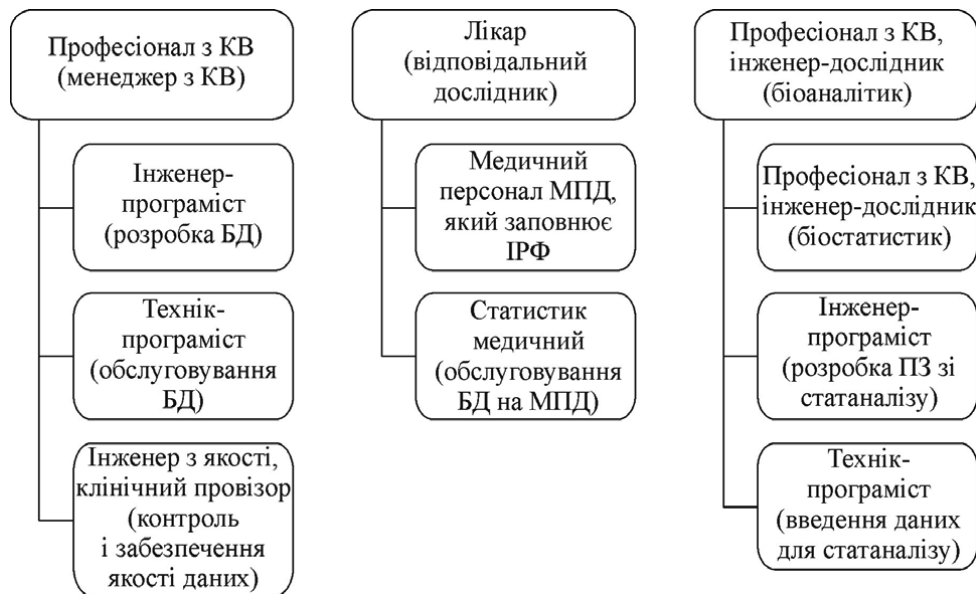 Професіонал з КВ
(менеджер з КВ)
Інженер-
програміст
(розробка БД)
Технік-
програміст
(обслуговування
БД)
Інженер з якості,
клінічний провізор
(контроль
і забезпечення
якості даних)
Лікар
(відповідальний
дослідник)
Медичний
персонал МПД,
який заповнює
ІРФ
Статистик
медичний
(обслуговування
БД на МПД)
Професіонал з КВ,
інженер-дослідник
(біоаналітик)
Професіонал з КВ,
інженер-дослідник
(біостатистик)
Інженер-
програміст
(розробка ПЗ зі
статаналізу)
Технік-
програміст
(введення даних
для статаналізу)